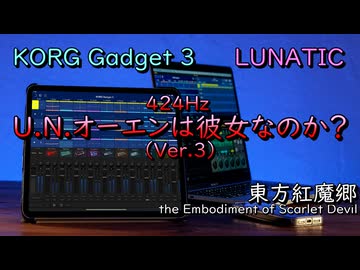 KORG Gadget 3 LUNATIC
424Hz
U.N.オーエンは彼女なのか?
(Ver.3)
東方紅魔郷
the Embodiment of Scarlet Devil